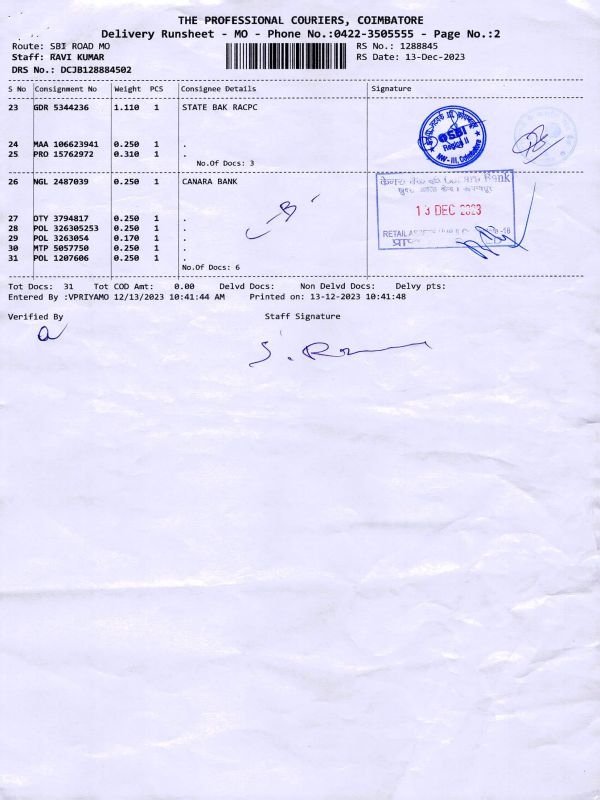 THE PROFESSIONAL COURIERS, COIMBATORE
Delivery Runsheet - MO - Phone No.:0422-3505555 - Page No.:2
Route: SBI ROAD MO RS No.: 1288845
Staff: RAVI KUMAR RS Date: 13-Dec-2023
DRS No.: DCJB128884502
S No Consignment No Weight PCS Consignee Details Signature
23 GDR 5344236 1.110 1 STATE BAK RACPC
SBI
24 MAA 106623941 0.250 1 .
25 PRO 15762972 0.310 1 .
No.Of Docs: 3
26 NGL 2487039 0.250 1 CANARA BANK
Bank
13 DEC 2023
27 OTY 3794817 0.250 1 .
28 POL 326305253 0.250 1 .
29 POL 3263054 0.170 1 .
30 MTP 5057750 0.250 1 .
31 POL 1207606 0.250 1 .
No.Of Docs: 6
Tot Docs: 31 Tot COD Amt: 0.00 Delvd Docs: Non Delvd Docs: Delvy pts:
Entered By :VPRIYAMO 12/13/2023 10:41:44 AM Printed on: 13-12-2023 10:41:48
Verified By Staff Signature